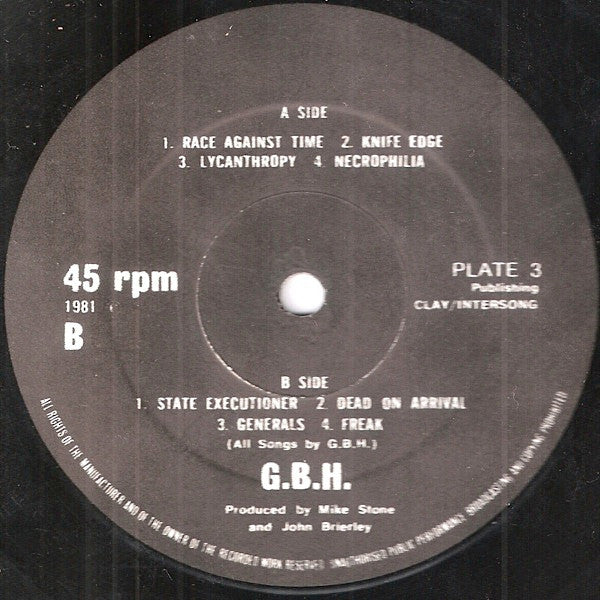 A SIDE
1. RACE AGAINST TIME 2. KNIFE EDGE
3. LYCANTHROPY 4. NECROPHILIA
45 rpm
1981
B
PLATE 3
Publishing
CLAY/INTERSONG
B SIDE
1. STATE EXECUTIONER 2. DEAD ON ARRIVAL
3. GENERALS 4. FREAK
(All Songs by G.B.H.)
G.B.H.
Produced by Mike Stone
and John Brierley
ALL RIGHTS OF THE MANUFACTURER AND OF THE OWNER OF THE RECORDED WORK RESERVED. UNAUTHORISED PUBLIC PERFORMANCE, BROADCASTING AND COPYING PROHIBITED